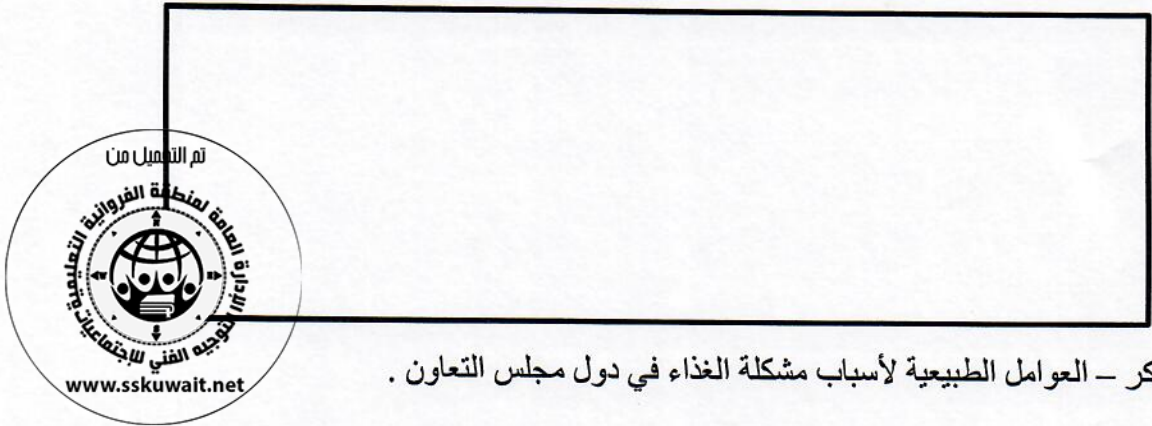 تم التحميل من
الإدارة العامة لمنطقة الفروانية التعليمية
التوجيه الفني للاجتماعيات
www.sskuwait.net
كر – العوامل الطبيعية لأسباب مشكلة الغذاء في دول مجلس التعاون .